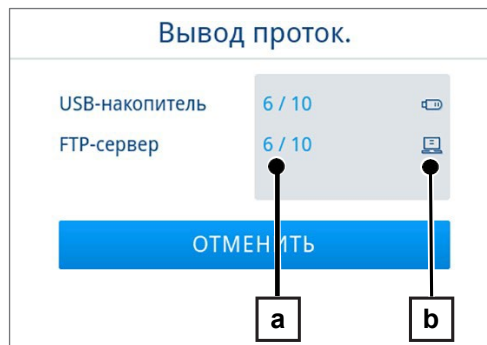 Вывод проток.
USB-накопитель 6 / 10
FTP-сервер 6 / 10
ОТМЕНИТЬ
a b